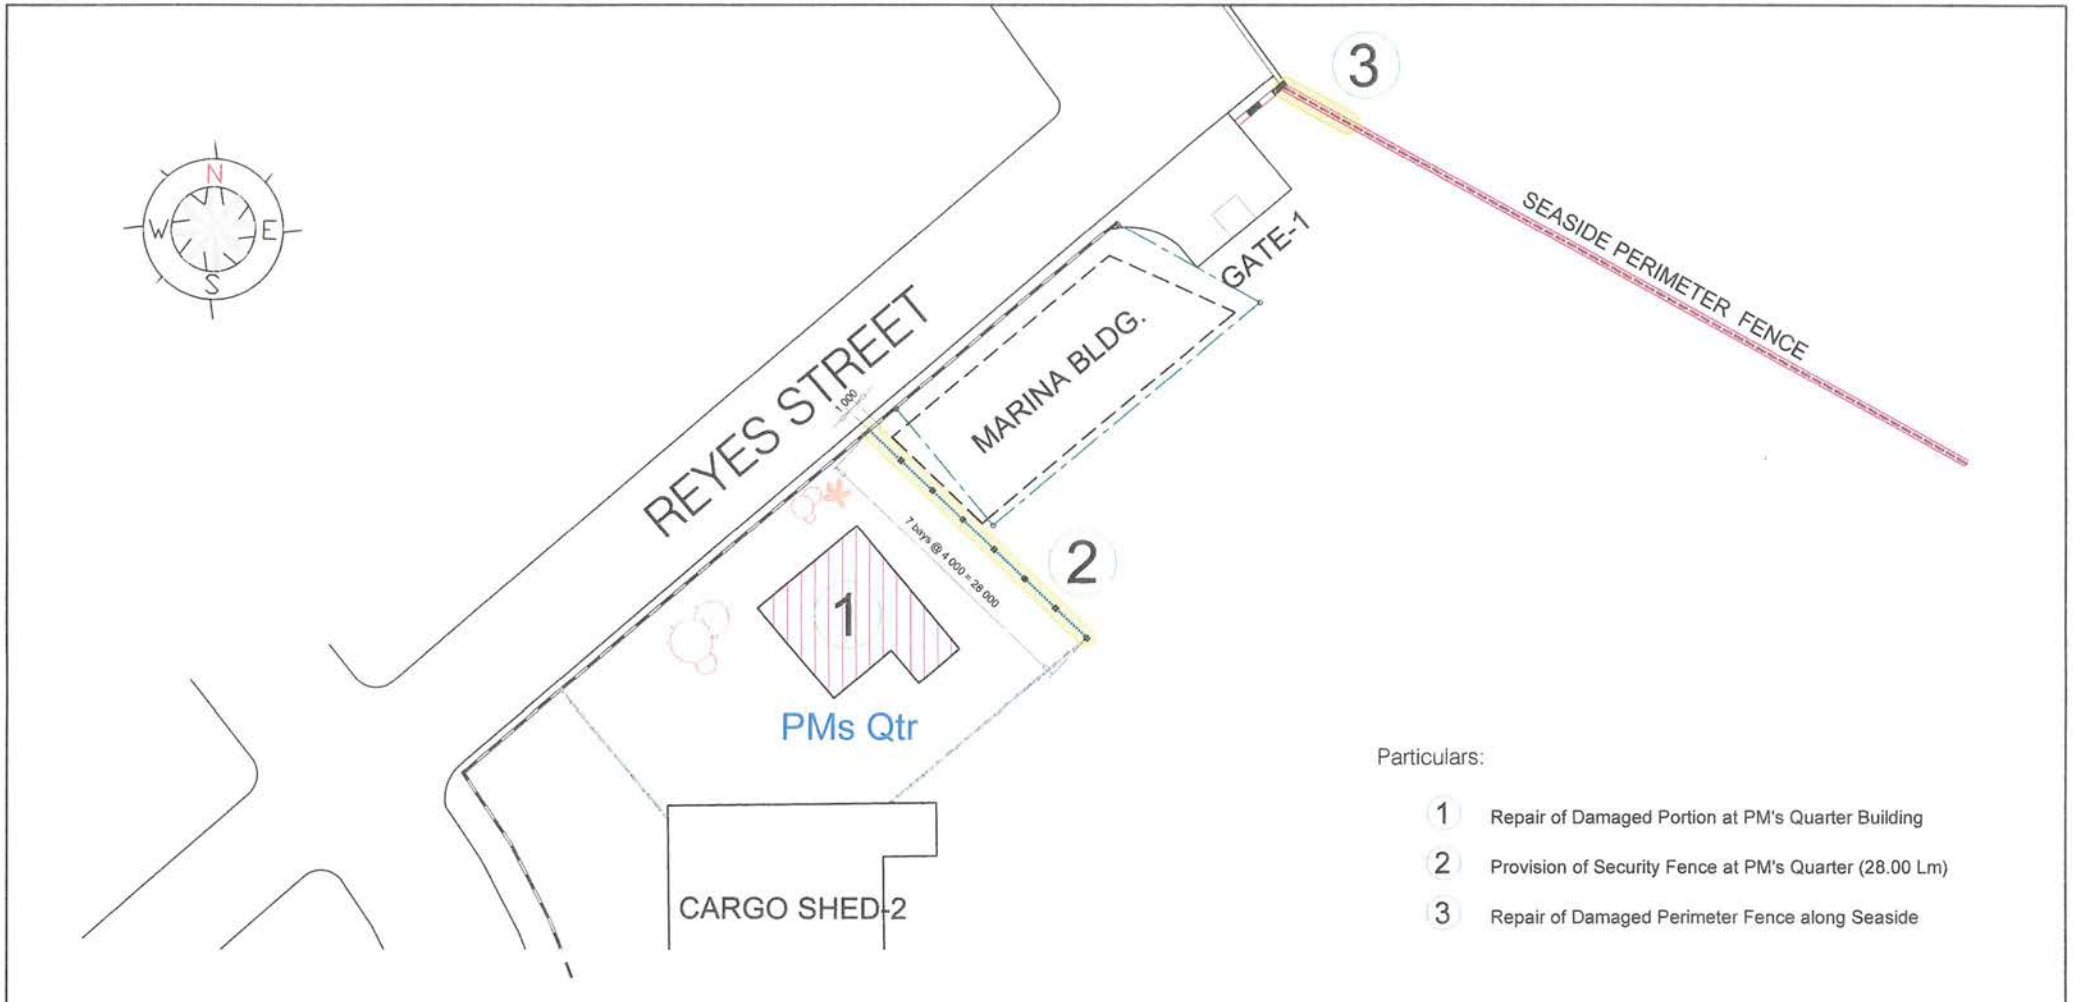 3
N
W
E
S
SEASIDE PERIMETER FENCE
GATE-1
REYES STREET
MARINA BLDG.
1 000
7 bays @ 4 000 = 28 000
2
1
PMs Qtr
CARGO SHED-2
Particulars:
1 Repair of Damaged Portion at PM's Quarter Building
2 Provision of Security Fence at PM's Quarter (28.00 Lm)
3 Repair of Damaged Perimeter Fence along Seaside